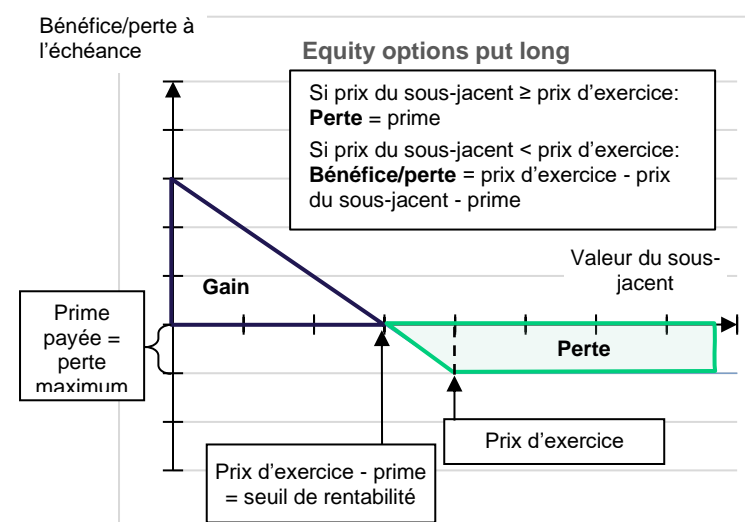 Bénéfice/perte à
l'échéance
Equity options put long
Si prix du sous-jacent ≥ prix d'exercice:
Perte = prime
Si prix du sous-jacent < prix d'exercice:
Bénéfice/perte = prix d'exercice - prix
du sous-jacent - prime
Valeur du sous-
jacent
Gain
Prime
payée =
perte
maximum
Perte
Prix d'exercice
Prix d'exercice - prime
= seuil de rentabilité